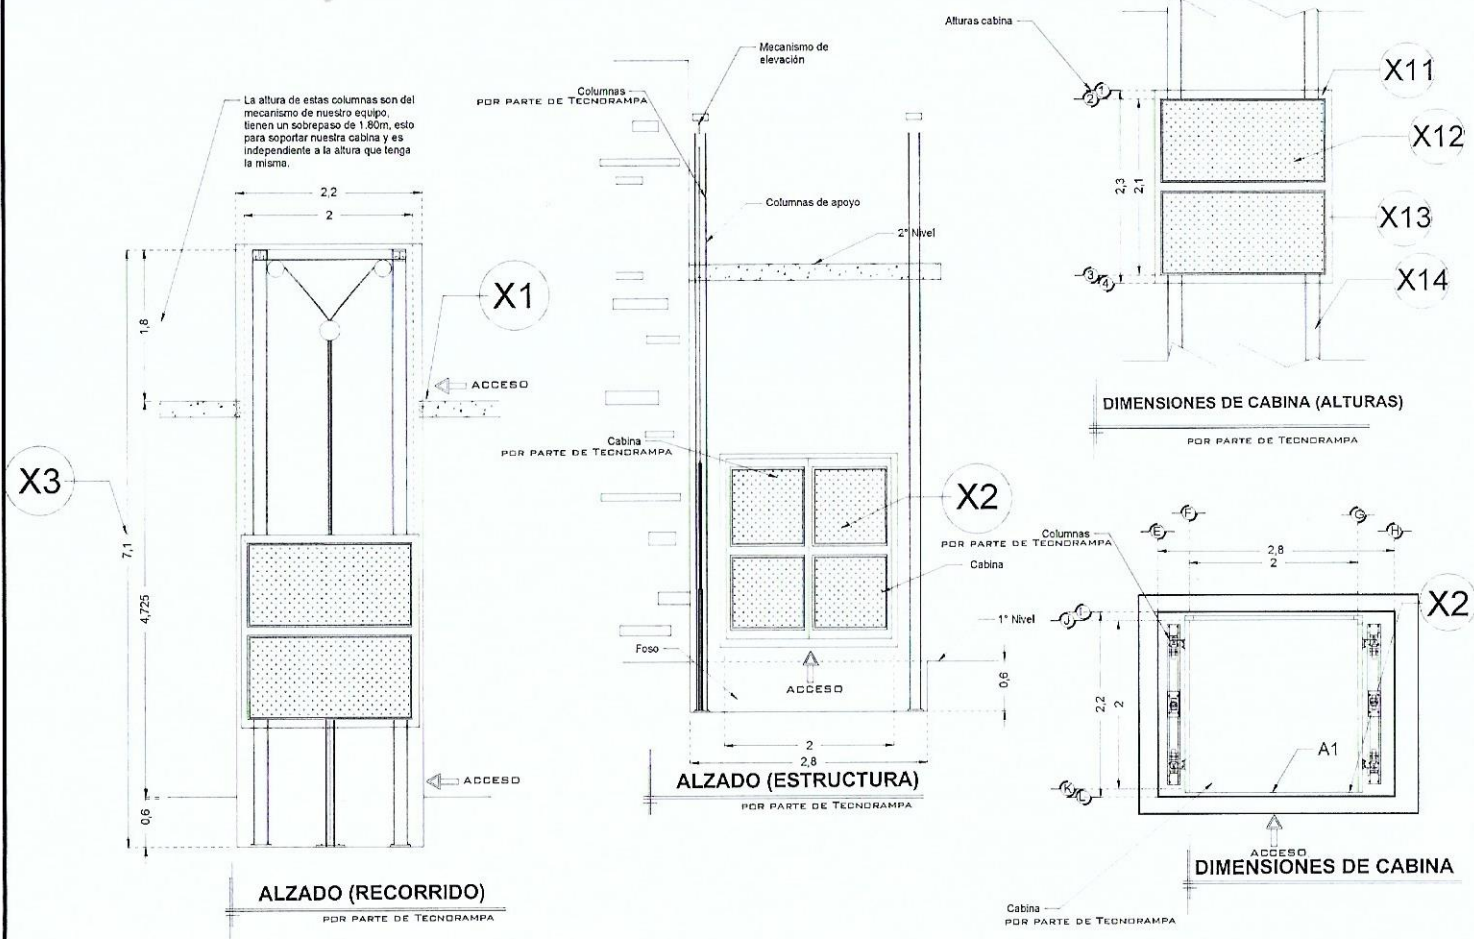 La altura de estas columnas son del
mecanismo de nuestro equipo,
tienen un sobrepaso de 1.80m, esto
para soportar nuestra cabina y es
independiente a la altura que tenga
la misma.
2,2
2
1,8
X1
ACCESO
X3
7,1
4,725
ACCESO
0,6
ALZADO (RECORRIDO)
POR PARTE DE TECNORAMPA
Mecanismo de
elevación
Columnas
POR PARTE DE TECNORAMPA
Columnas de apoyo
2° Nivel
Cabina
POR PARTE DE TECNORAMPA
X2
Cabina
1° Nivel
Foso
ACCESO
0,6
2
2,8
ALZADO (ESTRUCTURA)
POR PARTE DE TECNORAMPA
Alturas cabina
1
2
X11
X12
2,3
2,1
X13
3
4
X14
DIMENSIONES DE CABINA (ALTURAS)
POR PARTE DE TECNORAMPA
F
G
E
H
Columnas
POR PARTE DE TECNORAMPA
2,8
2
X2
I
J
2,2
2
A1
K
L
ACCESO
DIMENSIONES DE CABINA
Cabina
POR PARTE DE TECNORAMPA